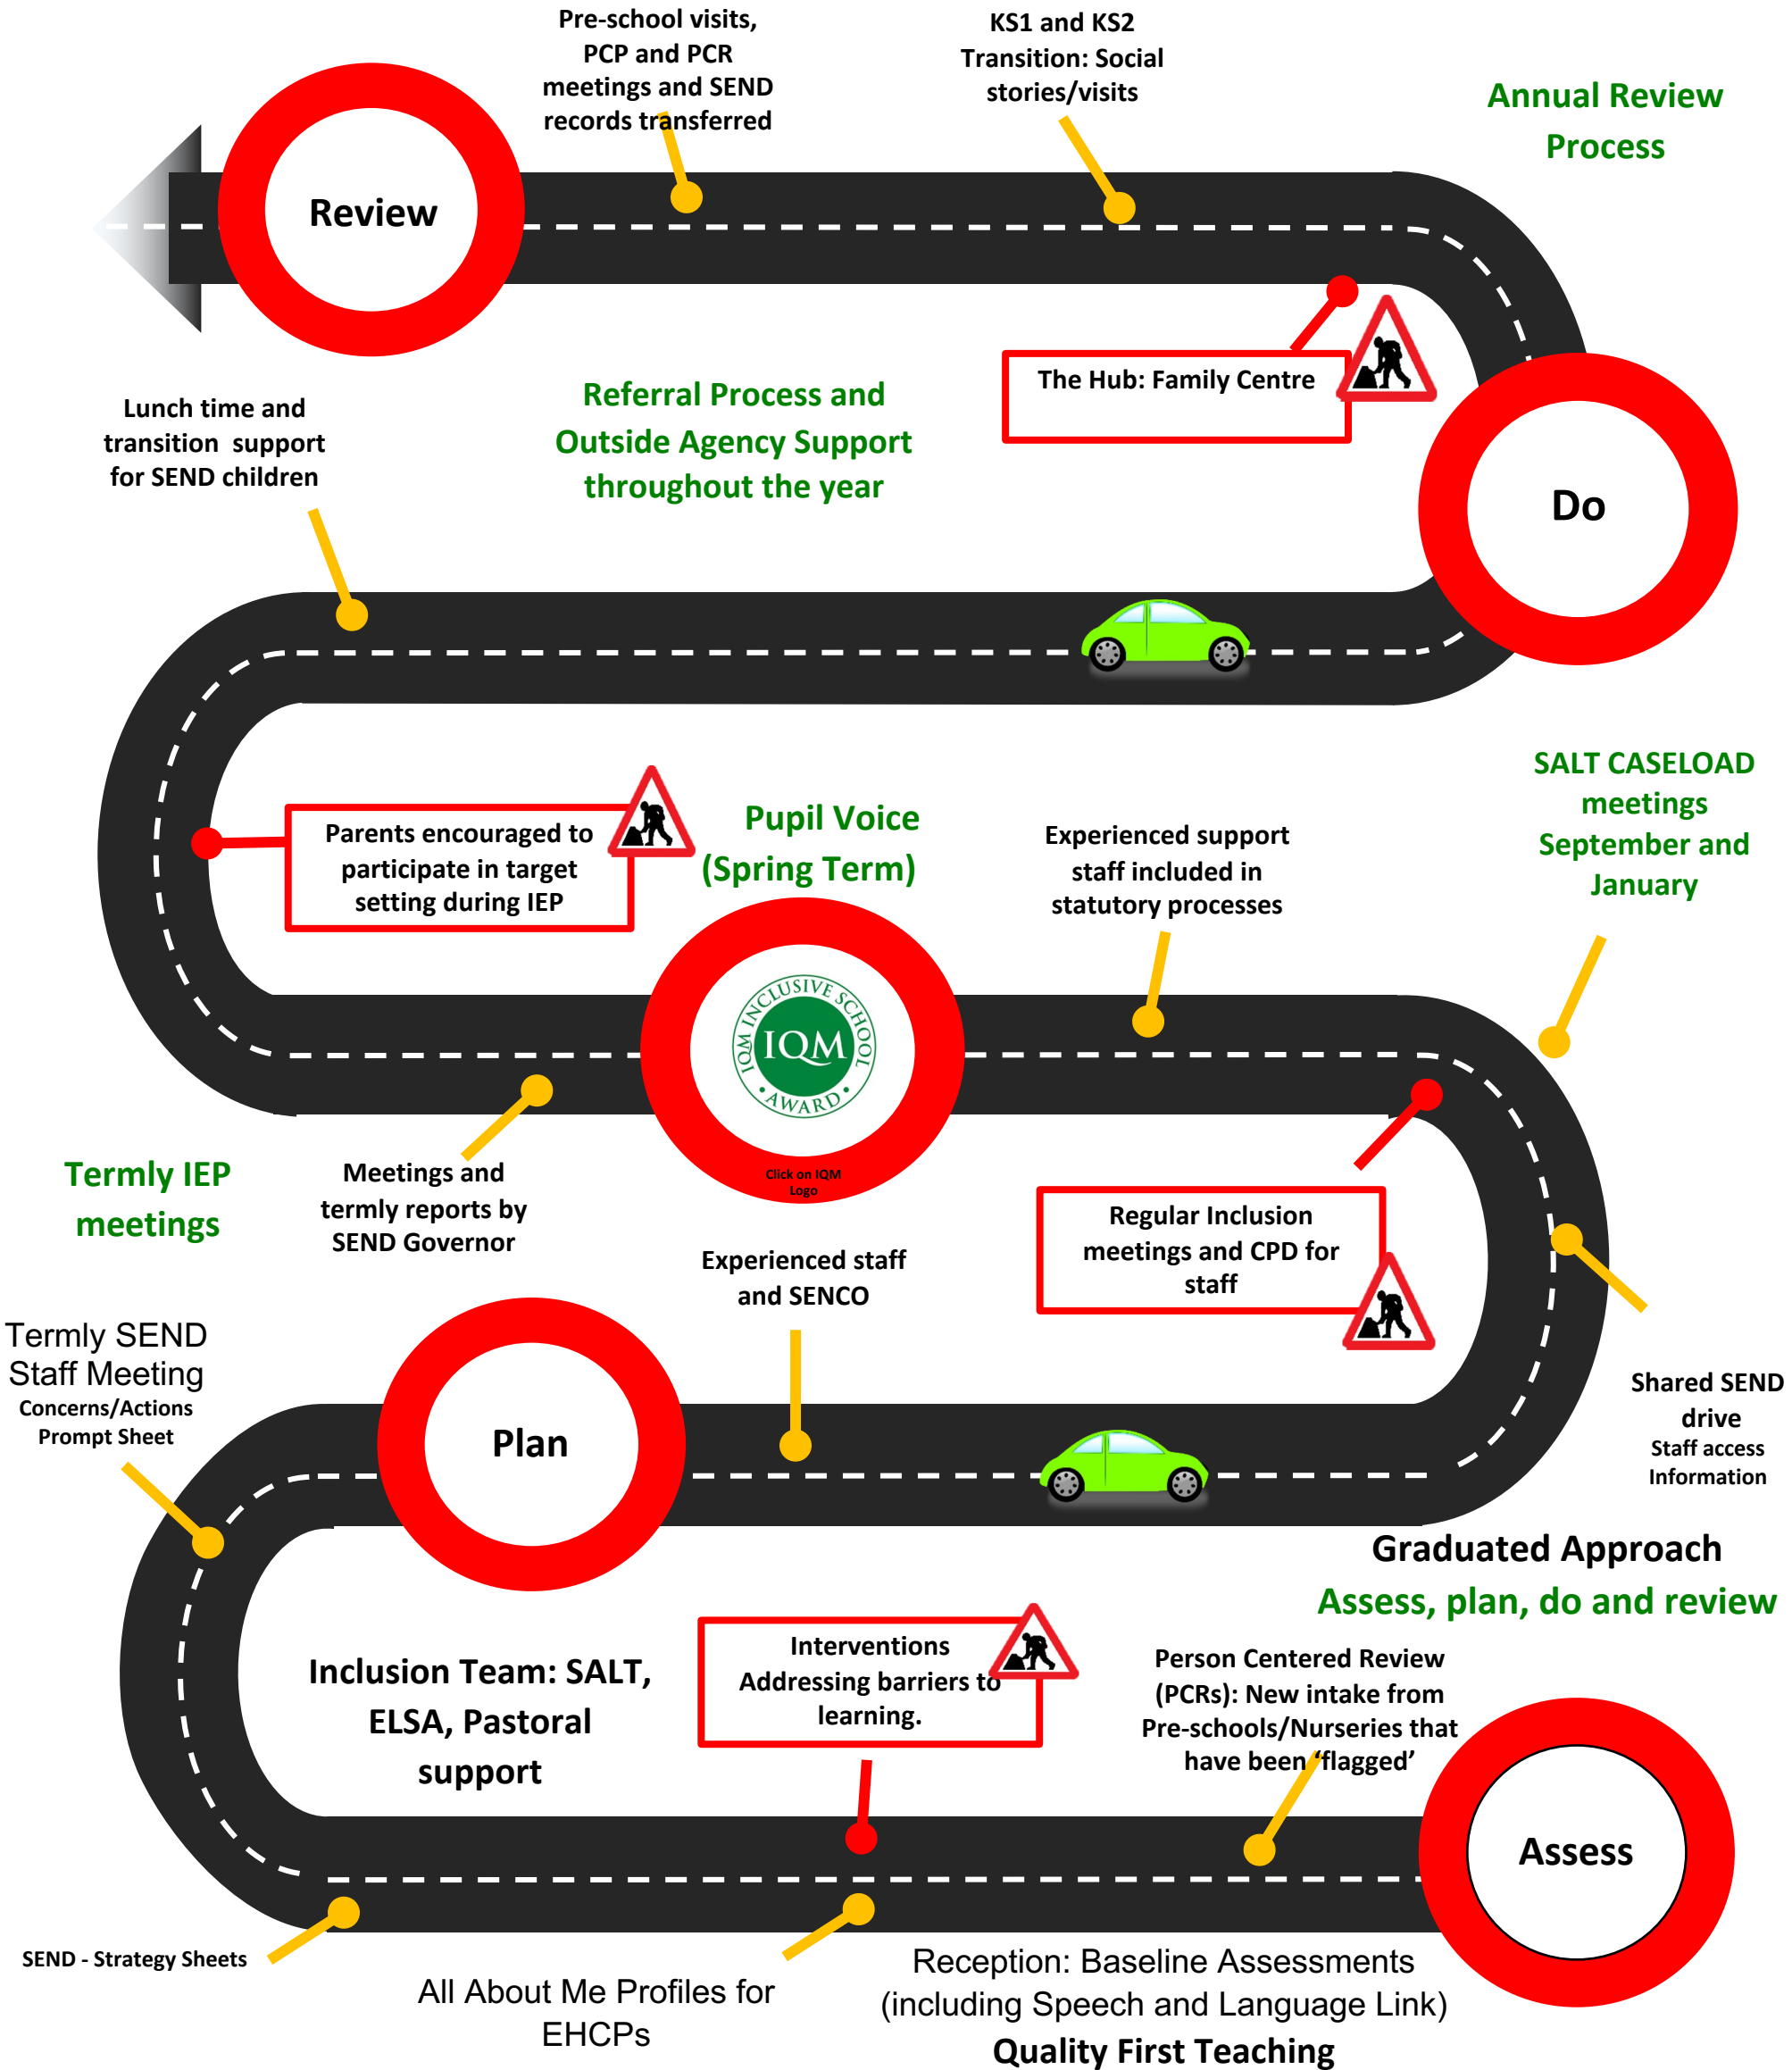 Pre-school visits,
PCP and PCR
meetings and SEND
records transferred
KS1 and KS2
Transition: Social
stories/visits
Annual Review
Process
Review
The Hub: Family Centre
Lunch time and
transition support
for SEND children
Referral Process and
Outside Agency Support
throughout the year
Do
Parents encouraged to
participate in target
setting during IEP
Pupil Voice
(Spring Term)
Experienced support
staff included in
statutory processes
SALT CASELOAD
meetings
September and
January
IQM INCLUSIVE SCHOOL
IQM
• AWARD •
Click on IQM
Logo
Termly IEP
meetings
Meetings and
termly reports by
SEND Governor
Experienced staff
and SENCO
Regular Inclusion
meetings and CPD for
staff
Termly SEND
Staff Meeting
Concerns/Actions
Prompt Sheet
Plan
Shared SEND
drive
Staff access
Information
Graduated Approach
Assess, plan, do and review
Inclusion Team: SALT,
ELSA, Pastoral
support
Interventions
Addressing barriers to
learning.
Person Centered Review
(PCRs): New intake from
Pre-schools/Nurseries that
have been ‘flagged’
Assess
SEND - Strategy Sheets
All About Me Profiles for
EHCPs
Reception: Baseline Assessments
(including Speech and Language Link)
Quality First Teaching